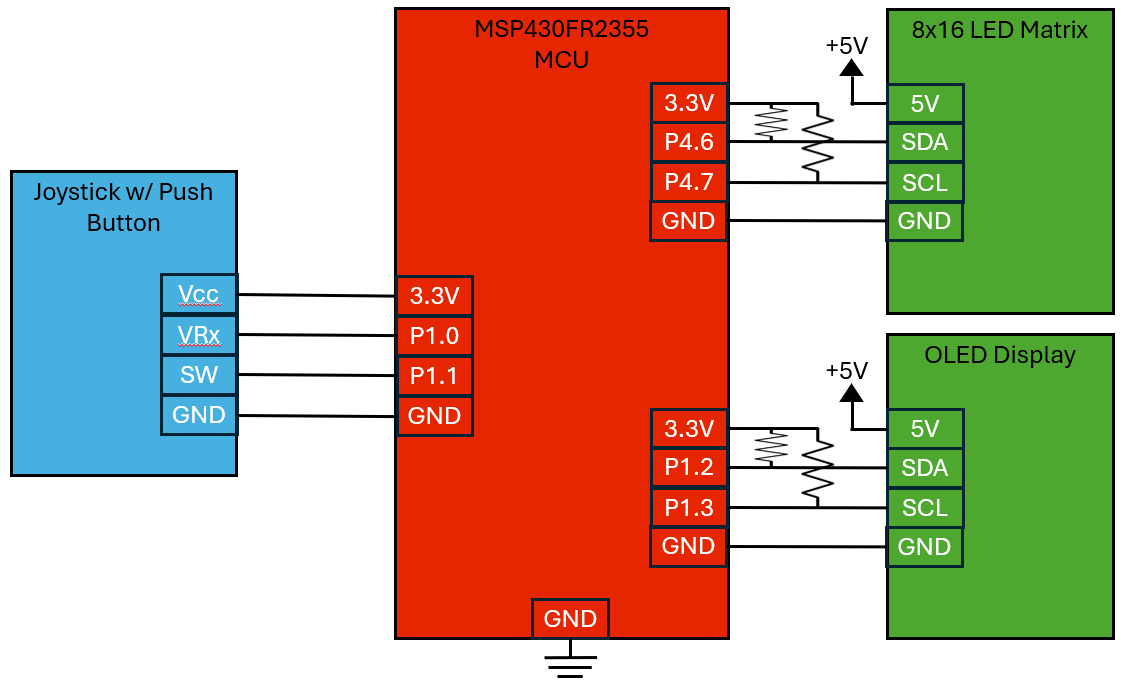 Joystick w/ Push
Button
Vcc
VRx
SW
GND
MSP430FR2355
MCU
3.3V
P1.0
P1.1
GND
3.3V
P4.6
P4.7
GND
3.3V
P1.2
P1.3
GND
GND
+5V
8x16 LED Matrix
5V
SDA
SCL
GND
+5V
OLED Display
5V
SDA
SCL
GND